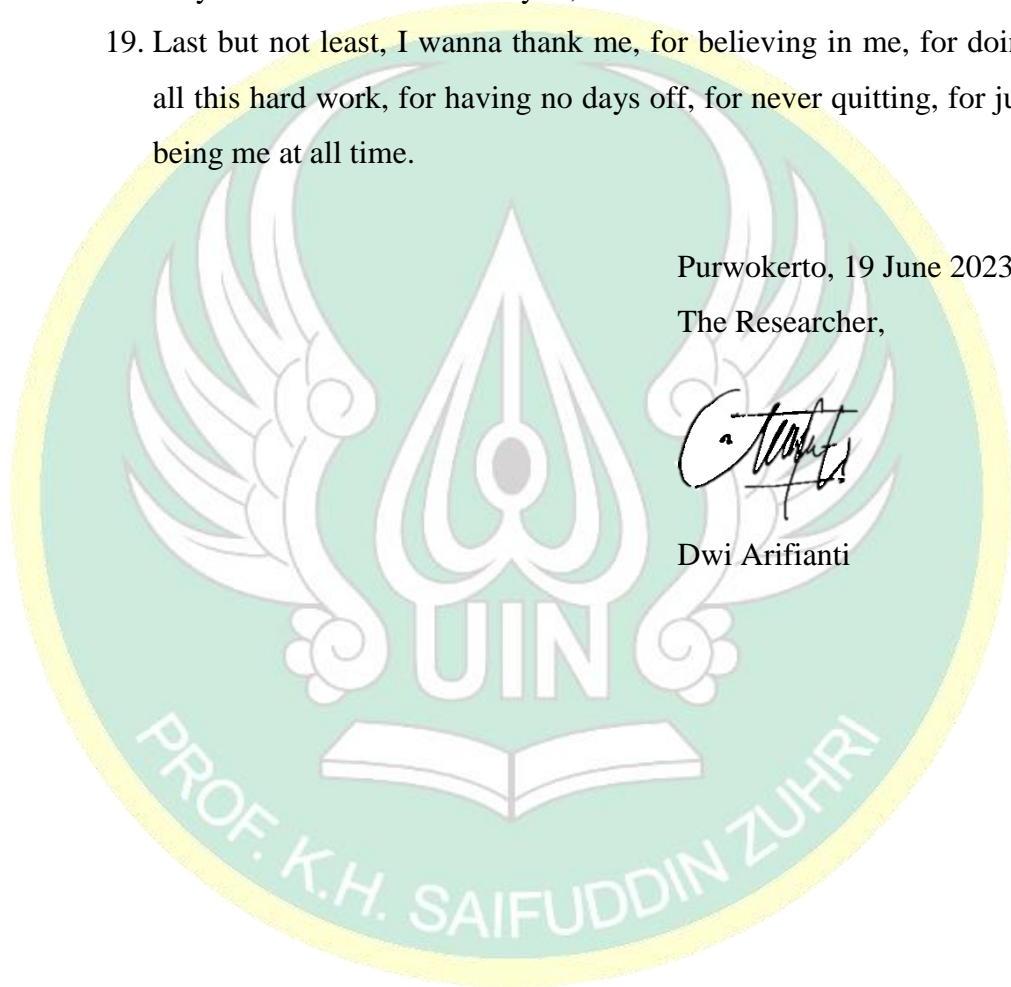 19. Last but not least, I wanna thank me, for believing in me, for
all this hard work, for having no days off, for never quitting, for
being me at all time.
Purwokerto, 19 June 2023
The Researcher,
Dwi Arifianti
UIN
PROF. K.H. SAIFUDDIN ZUHRI